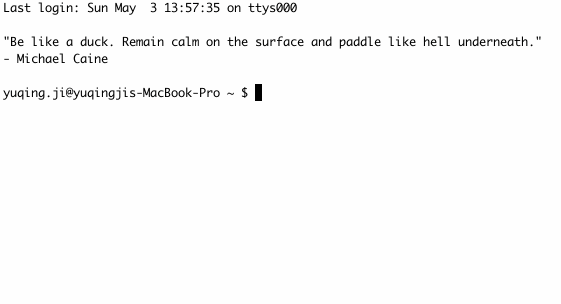 Last login: Sun May  3 13:57:35 on ttys000
"Be like a duck. Remain calm on the surface and paddle like hell underneath."
- Michael Caine
yuqing.ji@yuqingjis-MacBook-Pro ~ $